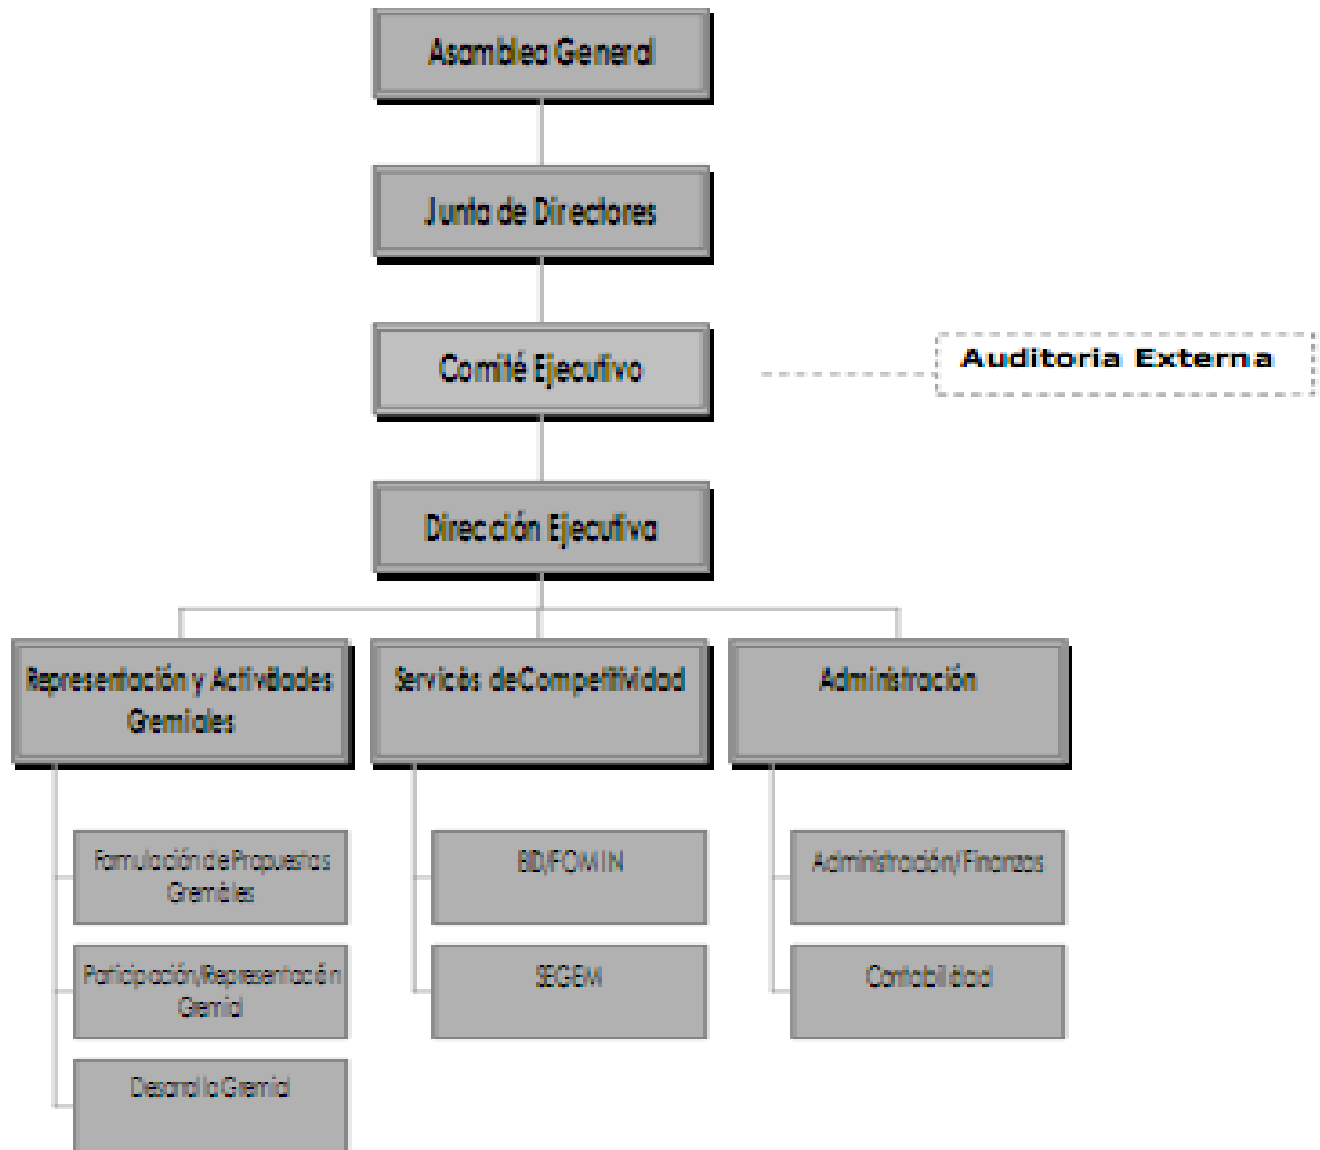 Asamblea General
Junta de Directores
Comité Ejecutivo
Auditoria Externa
Dirección Ejecutiva
Representación y Actividades
Gremiales
Servicios de Competitividad
Administración
Formulación de Propuestas
Gremiales
Participación/Representación
Gremial
Desarrollo Gremial
BID/FOMIN
SEGEM
Administración/Finanzas
Contabilidad